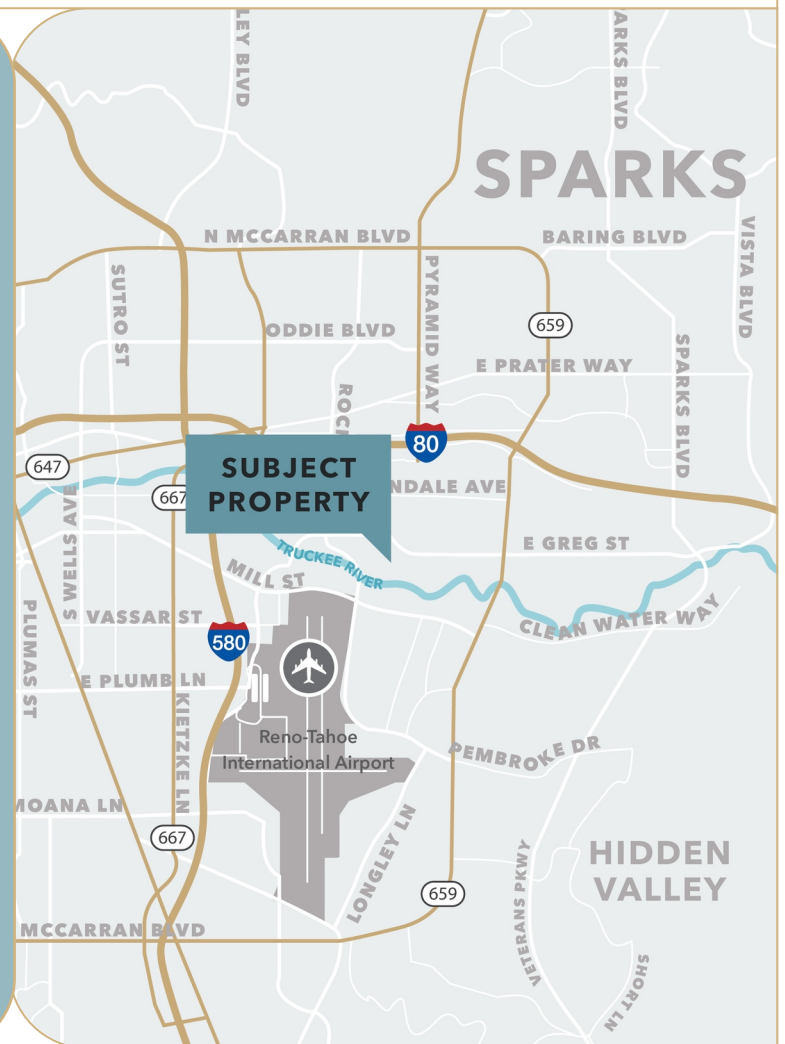 LEY BLVD
ARKS BLVD
SPARKS
N MCCARRAN BLVD
BARING BLVD
VISTA BLVD
SUTRO ST
PYRAMID WAY
ODDIE BLVD
659
E PRATER WAY
SPARKS BLVD
ROC
80
647
SUBJECT
PROPERTY
667
NDALE AVE
S WELLS AVE
E GREG ST
TRUCKEE RIVER
MILL ST
PLUMAS ST
VASSAR ST
CLEAN WATER WAY
580
E PLUMB LN
KIETZKE LN
Reno-Tahoe
International Airport
PEMBROKE DR
MOANA LN
667
LONGLEY LN
HIDDEN
VALLEY
VETERANS PKWY
659
MCCARRAN BLVD
SHORT LN